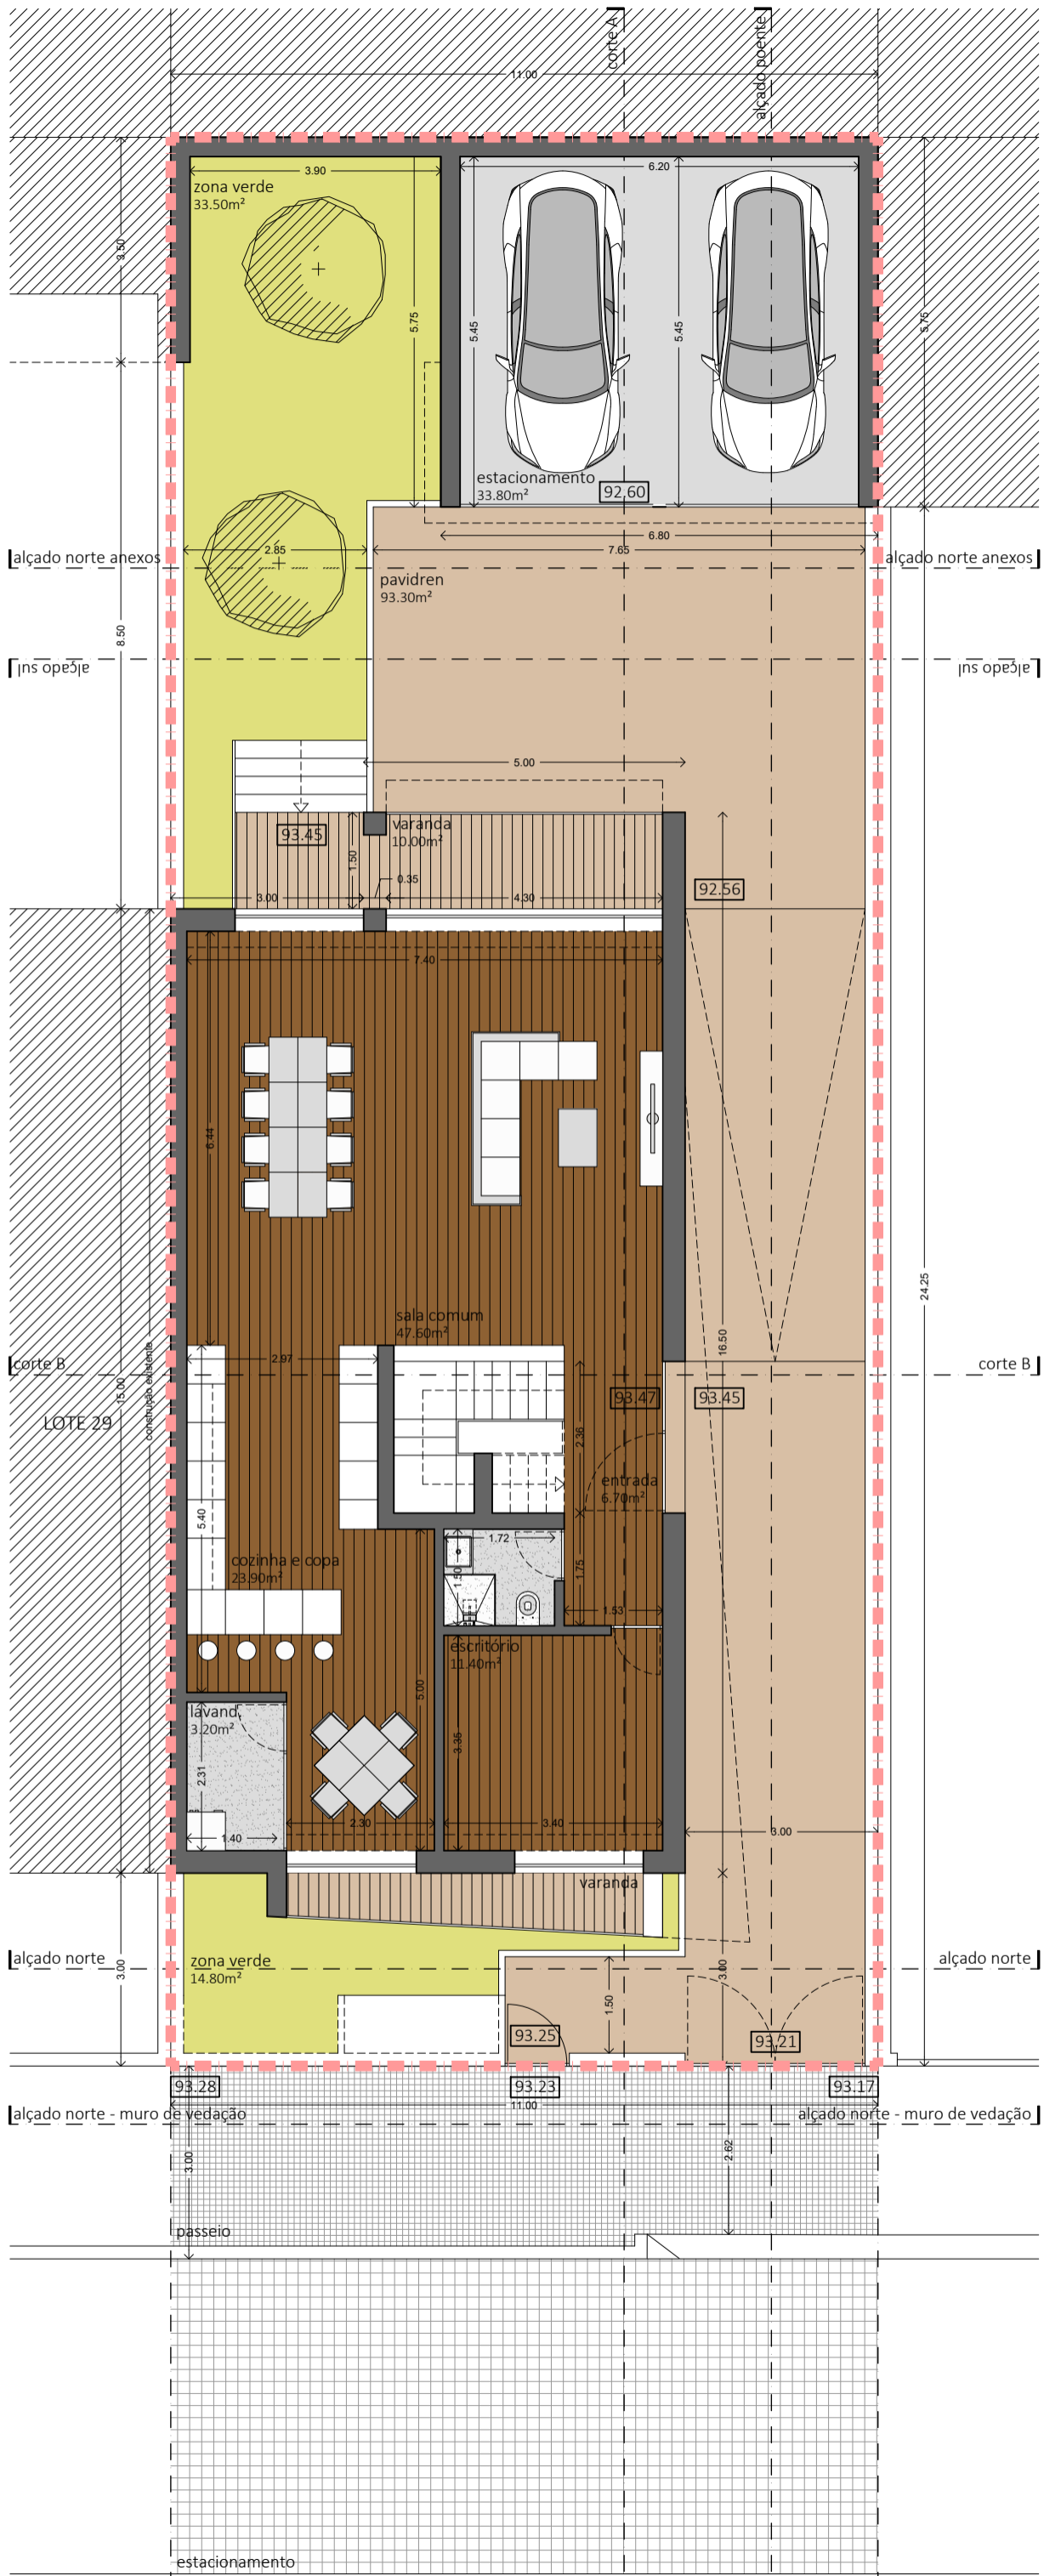 corte A
alçado poente
11.00
3.90
6.20
zona verde
33.50m²
3.50
5.75
5.45
5.45
5.75
estacionamento
33.80m²
92.60
6.80
2.85
7.65
alçado norte anexos
alçado norte anexos
pavidren
93.30m²
8.50
alçado sul
alçado sul
5.00
varanda
10.00m²
93.45
1.50
0.35
92.56
3.00
4.30
7.40
6.44
24.25
sala comum
47.60m²
16.50
2.97
corte B
corte B
15.00
construção existente
LOTE 29
93.47
93.45
2.36
entrada
6.70m²
5.40
1.72
cozinha e copa
23.90m²
1.50
1.75
1.53
escritório
11.40m²
5.00
lavand.
3.20m²
3.35
2.31
1.40
2.30
3.40
3.00
varanda
alçado norte
alçado norte
zona verde
14.80m²
3.00
3.00
1.50
93.25
93.21
93.28
93.23
93.17
11.00
alçado norte - muro de vedação
alçado norte - muro de vedação
3.00
2.62
passeio
estacionamento